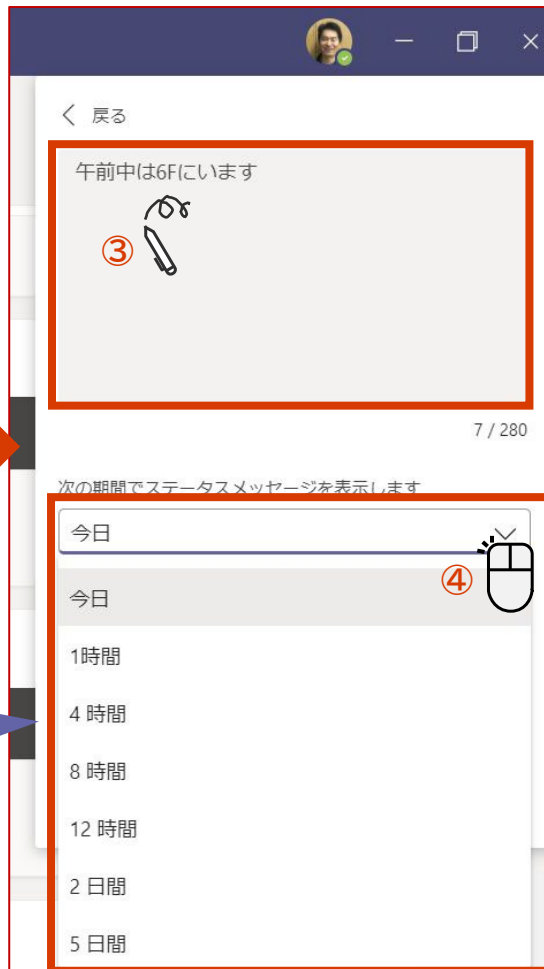 戻る
午前中は6Fにいます
③
7 / 280
次の期間でステータスメッセージを表示します
今日
④
今日
1時間
4 時間
8 時間
12 時間
2 日間
5 日間